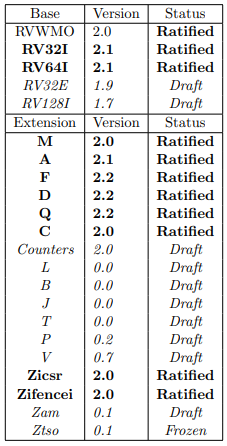 Base Version Status
RVWMO 2.0 Ratified
RV32I 2.1 Ratified
RV64I 2.1 Ratified
RV32E 1.9 Draft
RV128I 1.7 Draft
Extension Version Status
M 2.0 Ratified
A 2.1 Ratified
F 2.2 Ratified
D 2.2 Ratified
Q 2.2 Ratified
C 2.0 Ratified
Counters 2.0 Draft
L 0.0 Draft
B 0.0 Draft
J 0.0 Draft
T 0.0 Draft
P 0.2 Draft
V 0.7 Draft
Zicsr 2.0 Ratified
Zifencei 2.0 Ratified
Zam 0.1 Draft
Ztso 0.1 Frozen